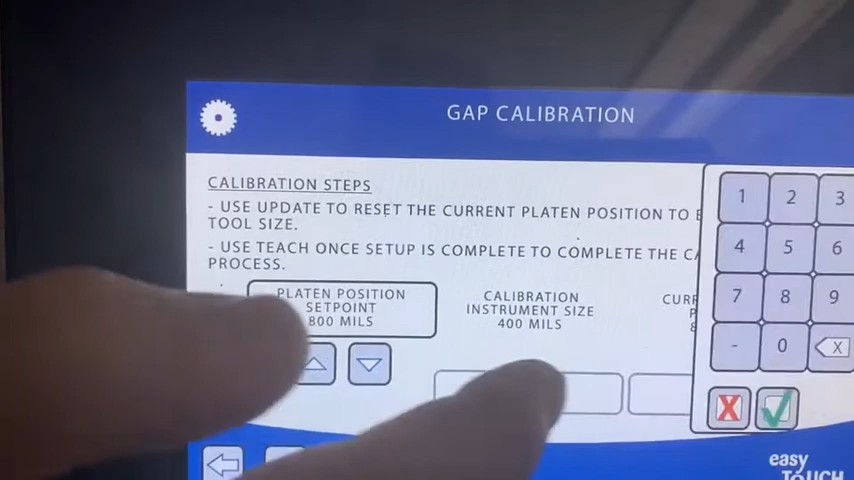 GAP CALIBRATION
CALIBRATION STEPS
- USE UPDATE TO RESET THE CURRENT PLATEN POSITION TO
TOOL SIZE.
- USE TEACH ONCE SETUP IS COMPLETE TO COMPLETE THE
PROCESS.
PLATEN POSITION
SETPOINT
800 MILS
CALIBRATION
INSTRUMENT SIZE
400 MILS
1 2 3
4 5 6
7 8 9
- 0 X
X
easy
TOUCH